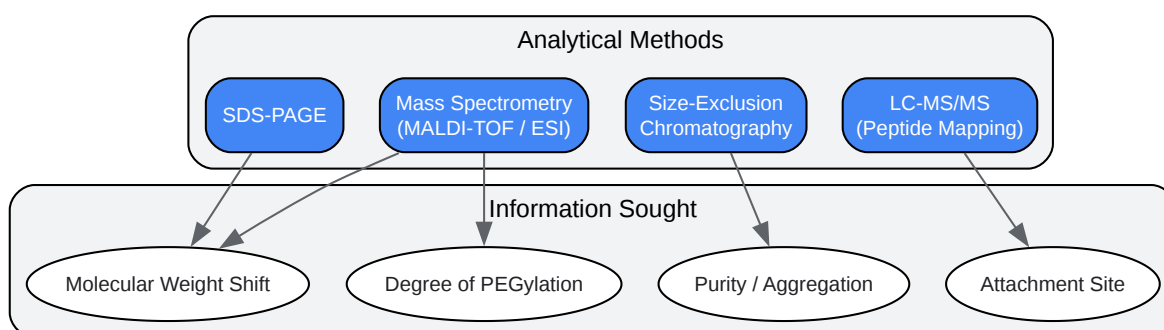 Analytical Methods
SDS-PAGE
Mass Spectrometry
(MALDI-TOF / ESI)
Size-Exclusion
Chromatography
LC-MS/MS
(Peptide Mapping)
Information Sought
Molecular Weight Shift
Degree of PEGylation
Purity / Aggregation
Attachment Site